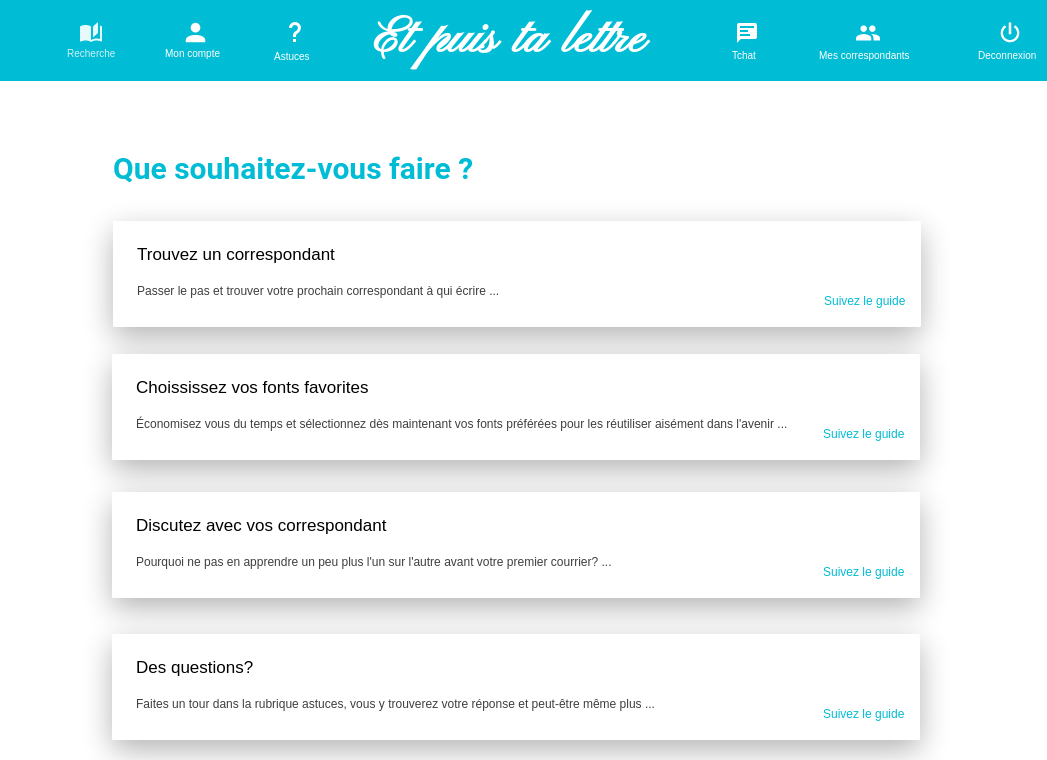 Recherche
Mon compte
Astuces
Et puis ta lettre
Tchat
Mes correspondants
Deconnexion
Que souhaitez-vous faire ?
Trouvez un correspondant
Passer le pas et trouver votre prochain correspondant à qui écrire ...
Suivez le guide
Choississez vos fonts favorites
Économisez vous du temps et sélectionnez dès maintenant vos fonts préférées pour les réutiliser aisément dans l'avenir ...
Suivez le guide
Discutez avec vos correspondant
Pourquoi ne pas en apprendre un peu plus l'un sur l'autre avant votre premier courrier? ...
Suivez le guide
Des questions?
Faites un tour dans la rubrique astuces, vous y trouverez votre réponse et peut-être même plus ...
Suivez le guide